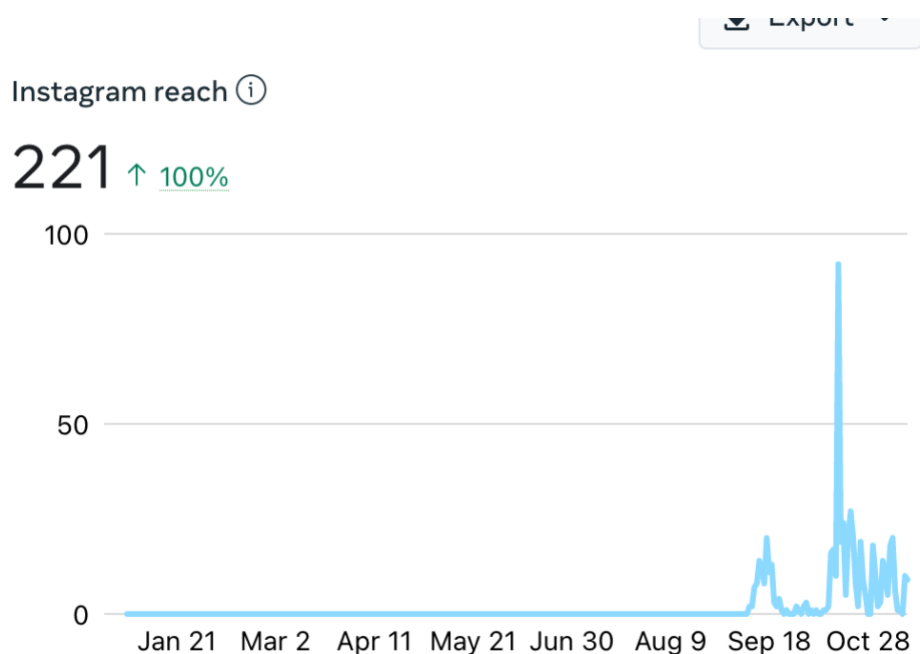 Export
Instagram reach
221 ↑ 100%
100
50
0
Jan 21 Mar 2 Apr 11 May 21 Jun 30 Aug 9 Sep 18 Oct 28